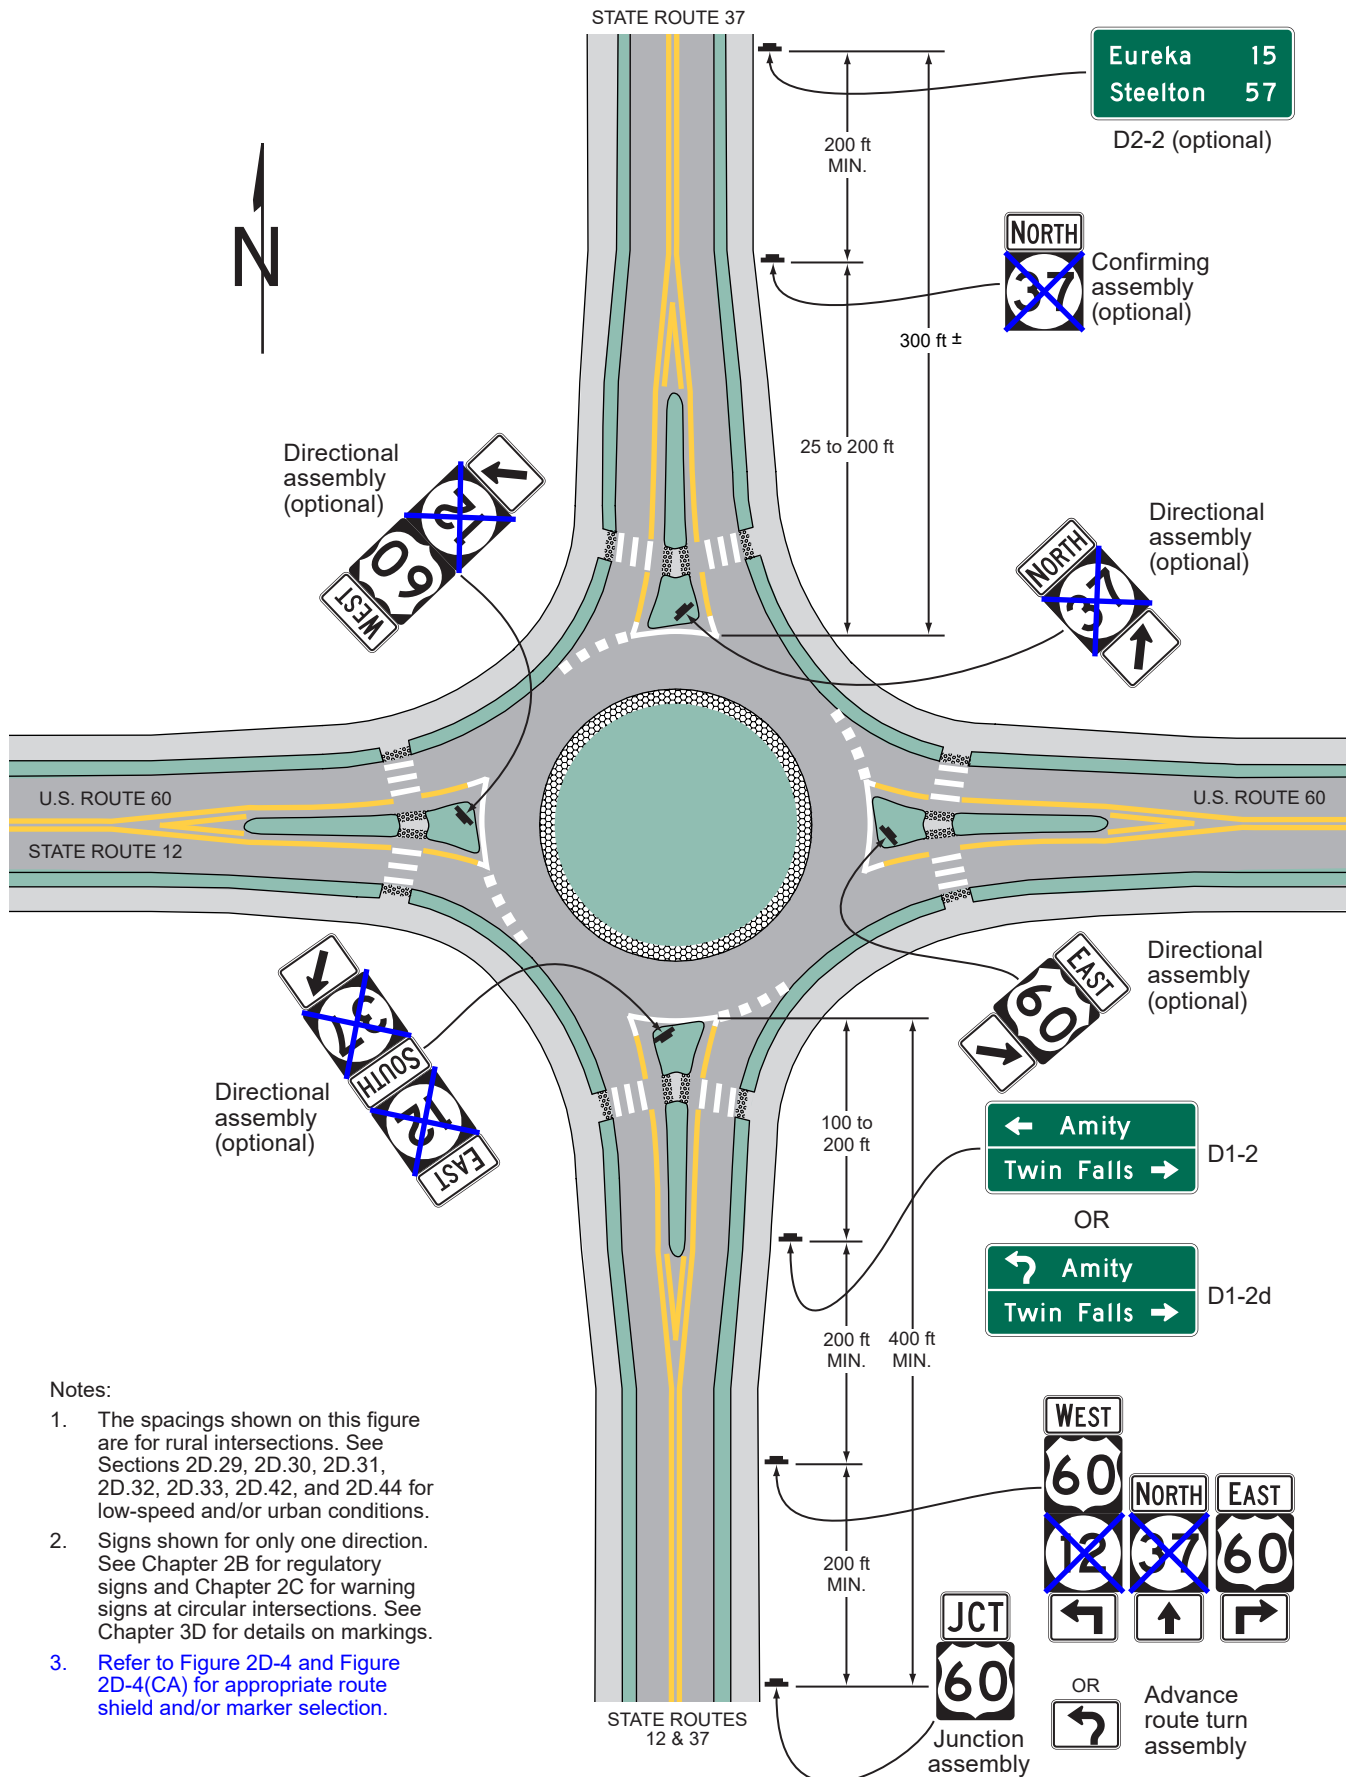 STATE ROUTE 37
Eureka 15
Steelton 57
D2-2 (optional)
200 ft
MIN.
N
NORTH
37
Confirming
assembly
(optional)
300 ft ±
25 to 200 ft
Directional
assembly
(optional)
12
60
WEST
Directional
assembly
(optional)
NORTH
37
U.S. ROUTE 60
STATE ROUTE 12
U.S. ROUTE 60
Directional
assembly
(optional)
EAST
60
37
SOUTH
12
EAST
Directional
assembly
(optional)
100 to
200 ft
Amity
Twin Falls
D1-2
OR
Amity
Twin Falls
D1-2d
200 ft
MIN.
400 ft
MIN.
Notes:
1. The spacings shown on this figure
are for rural intersections. See
Sections 2D.29, 2D.30, 2D.31,
2D.32, 2D.33, 2D.42, and 2D.44 for
low-speed and/or urban conditions.
2. Signs shown for only one direction.
See Chapter 2B for regulatory
signs and Chapter 2C for warning
signs at circular intersections. See
Chapter 3D for details on markings.
3. Refer to Figure 2D-4 and Figure
2D-4(CA) for appropriate route
shield and/or marker selection.
WEST
60
12
NORTH
37
EAST
60
200 ft
MIN.
JCT
60
Junction
assembly
OR
Advance
route turn
assembly
STATE ROUTES
12 & 37